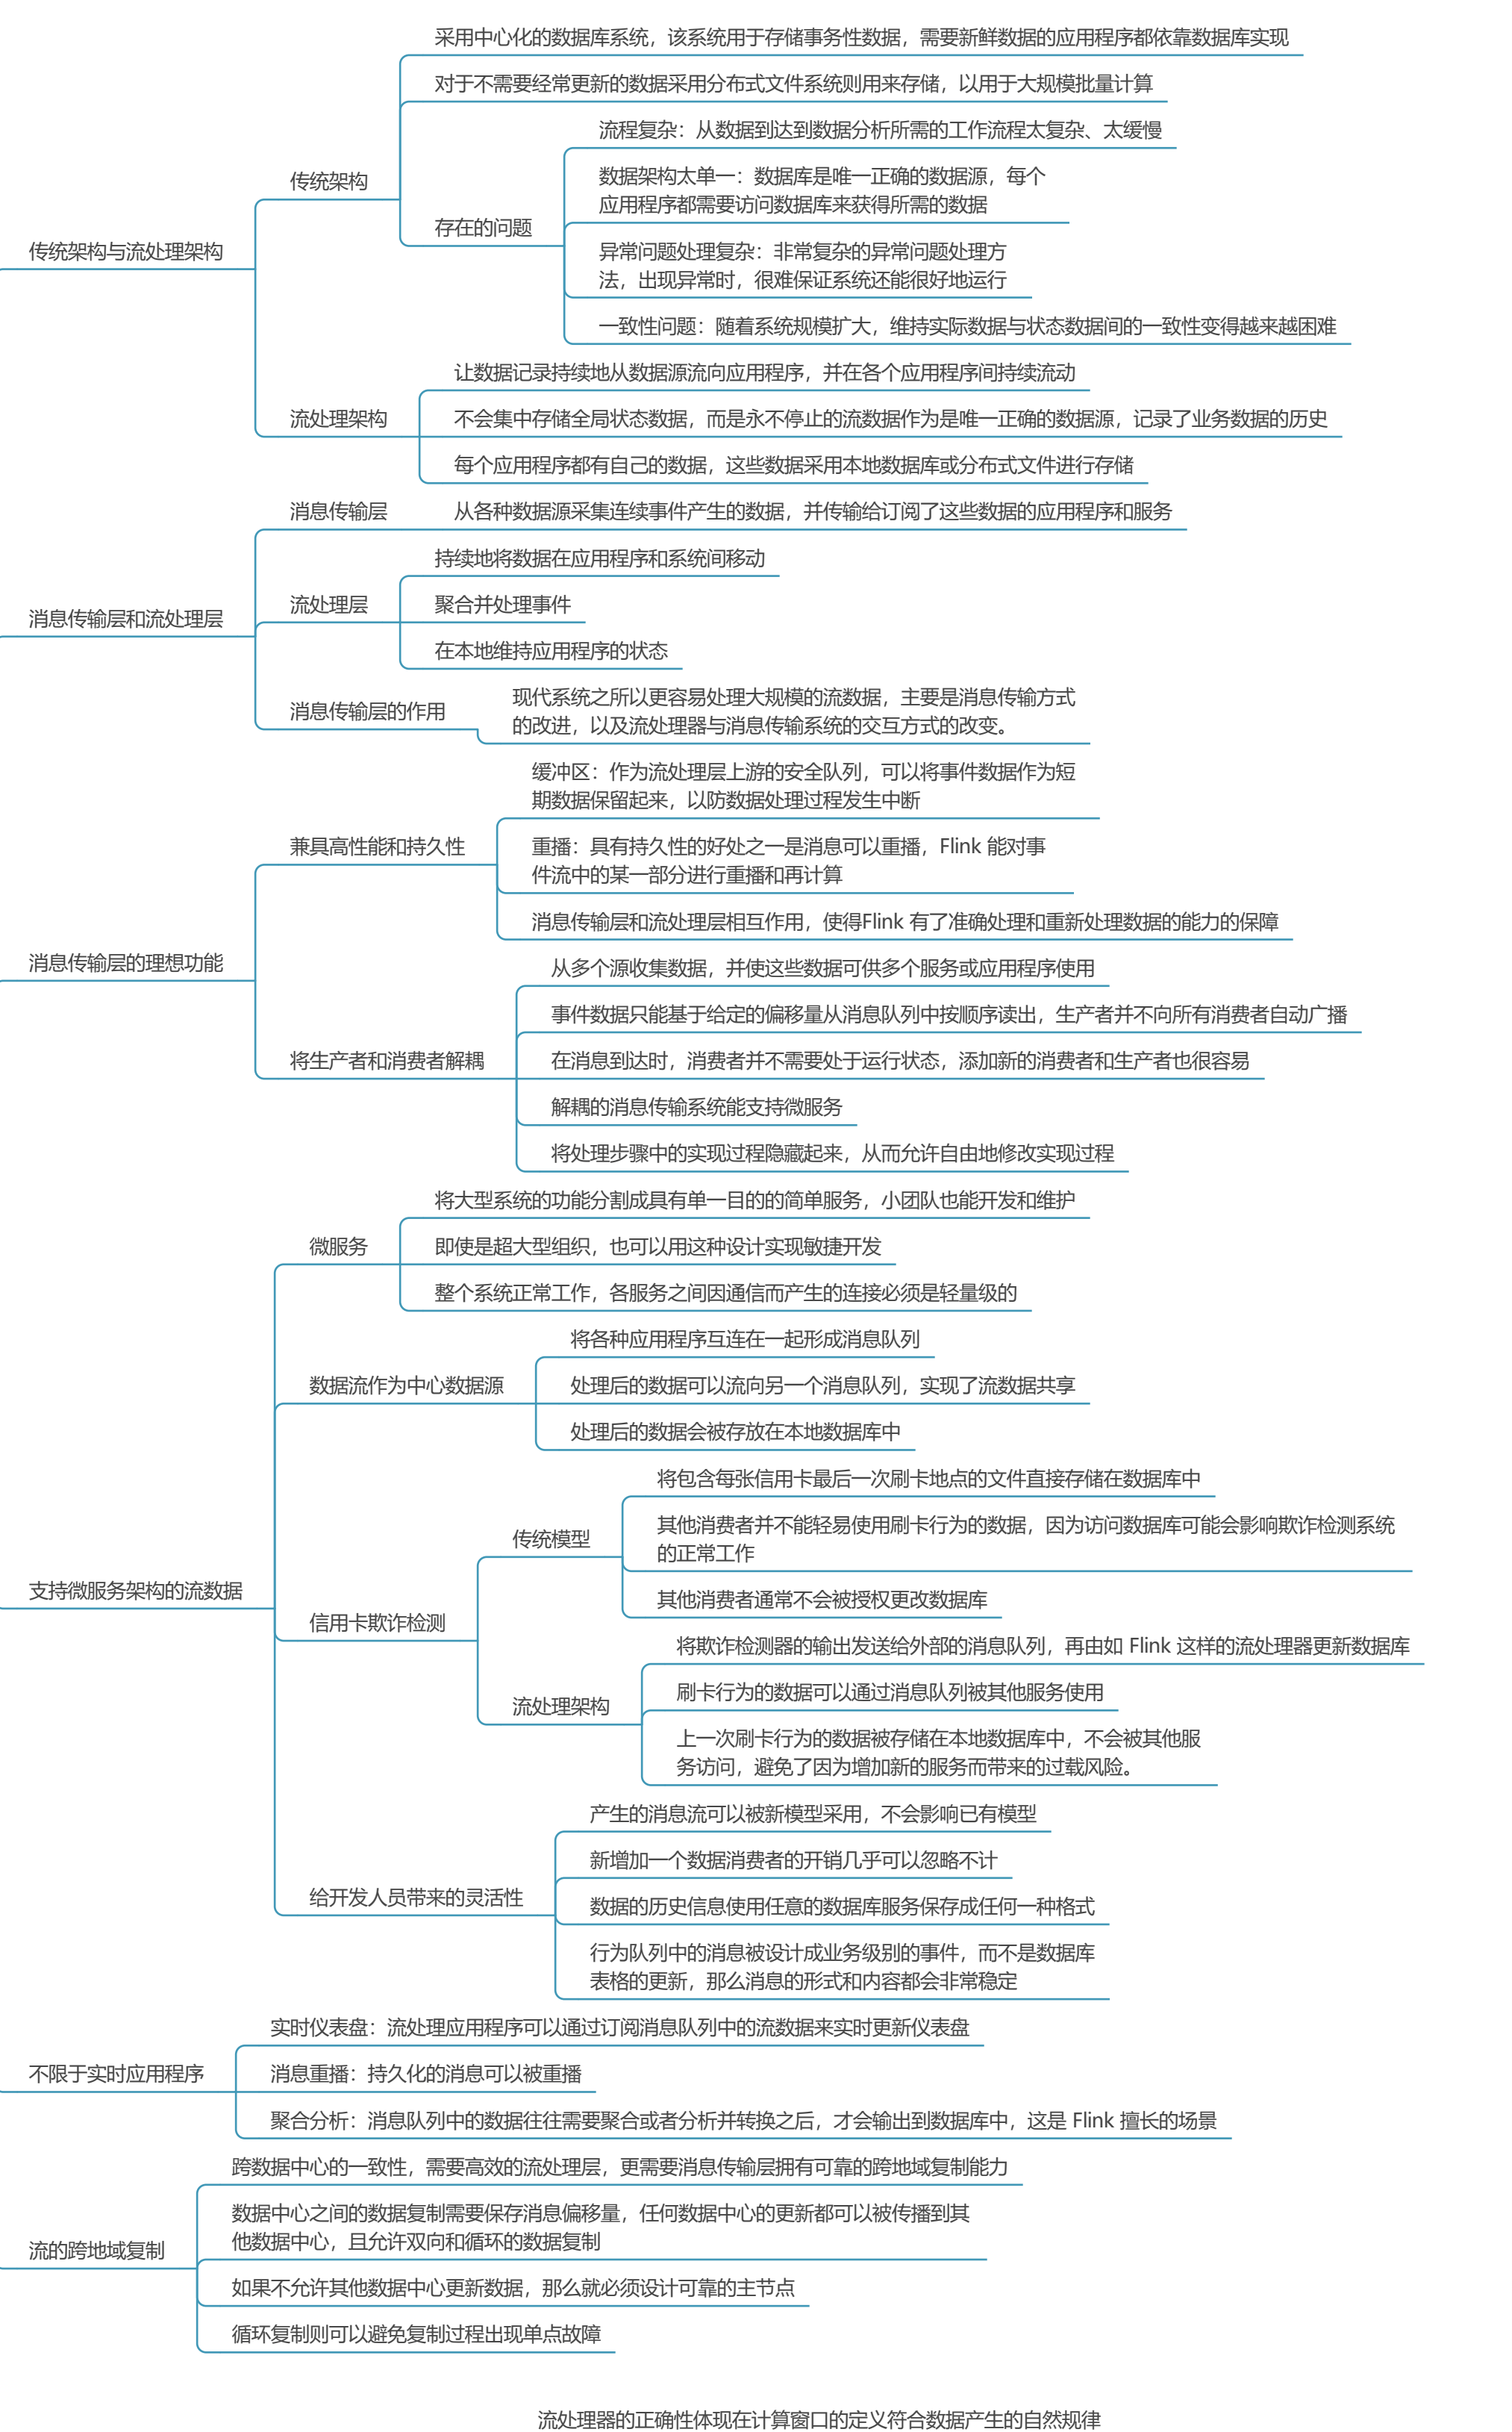 采用中心化的数据库系统，该系统用于存储事务性数据，需要新鲜数据的应用程序都依靠数据库实现
对于不需要经常更新的数据采用分布式文件系统则用来存储，以用于大规模批量计算
流程复杂：从数据到达到数据分析所需的工作流程太复杂、太缓慢
传统架构
数据架构太单一：数据库是唯一正确的数据源，每个
应用程序都需要访问数据库来获得所需的数据
存在的问题
传统架构与流处理架构
异常问题处理复杂：非常复杂的异常问题处理方
法，出现异常时，很难保证系统还能很好地运行
一致性问题：随着系统规模扩大，维持实际数据与状态数据间的一致性变得越来越困难
让数据记录持续地从数据源流向应用程序，并在各个应用程序间持续流动
流处理架构
不会集中存储全局状态数据，而是永不停止的流数据作为是唯一正确的数据源，记录了业务数据的历史
每个应用程序都有自己的数据，这些数据采用本地数据库或分布式文件进行存储
消息传输层
从各种数据源采集连续事件产生的数据，并传输给订阅了这些数据的应用程序和服务
持续地将数据在应用程序和系统间移动
消息传输层和流处理层
流处理层
聚合并处理事件
在本地维持应用程序的状态
消息传输层的作用
现代系统之所以更容易处理大规模的流数据，主要是消息传输方式
的改进，以及流处理器与消息传输系统的交互方式的改变。
缓冲区：作为流处理层上游的安全队列，可以将事件数据作为短
期数据保留起来，以防数据处理过程发生中断
兼具高性能和持久性
重播：具有持久性的好处之一是消息可以重播，Flink 能对事
件流中的某一部分进行重播和再计算
消息传输层和流处理层相互作用，使得Flink 有了准确处理和重新处理数据的能力的保障
消息传输层的理想功能
从多个源收集数据，并使这些数据可供多个服务或应用程序使用
事件数据只能基于给定的偏移量从消息队列中按顺序读出，生产者并不向所有消费者自动广播
将生产者和消费者解耦
在消息到达时，消费者并不需要处于运行状态，添加新的消费者和生产者也很容易
解耦的消息传输系统能支持微服务
将处理步骤中的实现过程隐藏起来，从而允许自由地修改实现过程
将大型系统的功能分割成具有单一目的的简单服务，小团队也能开发和维护
微服务
即使是超大型组织，也可以用这种设计实现敏捷开发
整个系统正常工作，各服务之间因通信而产生的连接必须是轻量级的
将各种应用程序互连在一起形成消息队列
数据流作为中心数据源
处理后的数据可以流向另一个消息队列，实现了流数据共享
处理后的数据会被存放在本地数据库中
将包含每张信用卡最后一次刷卡地点的文件直接存储在数据库中
传统模型
其他消费者并不能轻易使用刷卡行为的数据，因为访问数据库可能会影响欺诈检测系统
的正常工作
支持微服务架构的流数据
其他消费者通常不会被授权更改数据库
信用卡欺诈检测
将欺诈检测器的输出发送给外部的消息队列，再由如 Flink 这样的流处理器更新数据库
流处理架构
刷卡行为的数据可以通过消息队列被其他服务使用
上一次刷卡行为的数据被存储在本地数据库中，不会被其他服
务访问，避免了因为增加新的服务而带来的过载风险。
产生的消息流可以被新模型采用，不会影响已有模型
新增加一个数据消费者的开销几乎可以忽略不计
给开发人员带来的灵活性
数据的历史信息使用任意的数据库服务保存成任何一种格式
行为队列中的消息被设计成业务级别的事件，而不是数据库
表格的更新，那么消息的形式和内容都会非常稳定
实时仪表盘：流处理应用程序可以通过订阅消息队列中的流数据来实时更新仪表盘
不限于实时应用程序
消息重播：持久化的消息可以被重播
聚合分析：消息队列中的数据往往需要聚合或者分析并转换之后，才会输出到数据库中，这是 Flink 擅长的场景
跨数据中心的一致性，需要高效的流处理层，更需要消息传输层拥有可靠的跨地域复制能力
数据中心之间的数据复制需要保存消息偏移量，任何数据中心的更新都可以被传播到其
他数据中心，且允许双向和循环的数据复制
流的跨地域复制
如果不允许其他数据中心更新数据，那么就必须设计可靠的主节点
循环复制则可以避免复制过程出现单点故障
流处理器的正确性体现在计算窗口的定义符合数据产生的自然规律